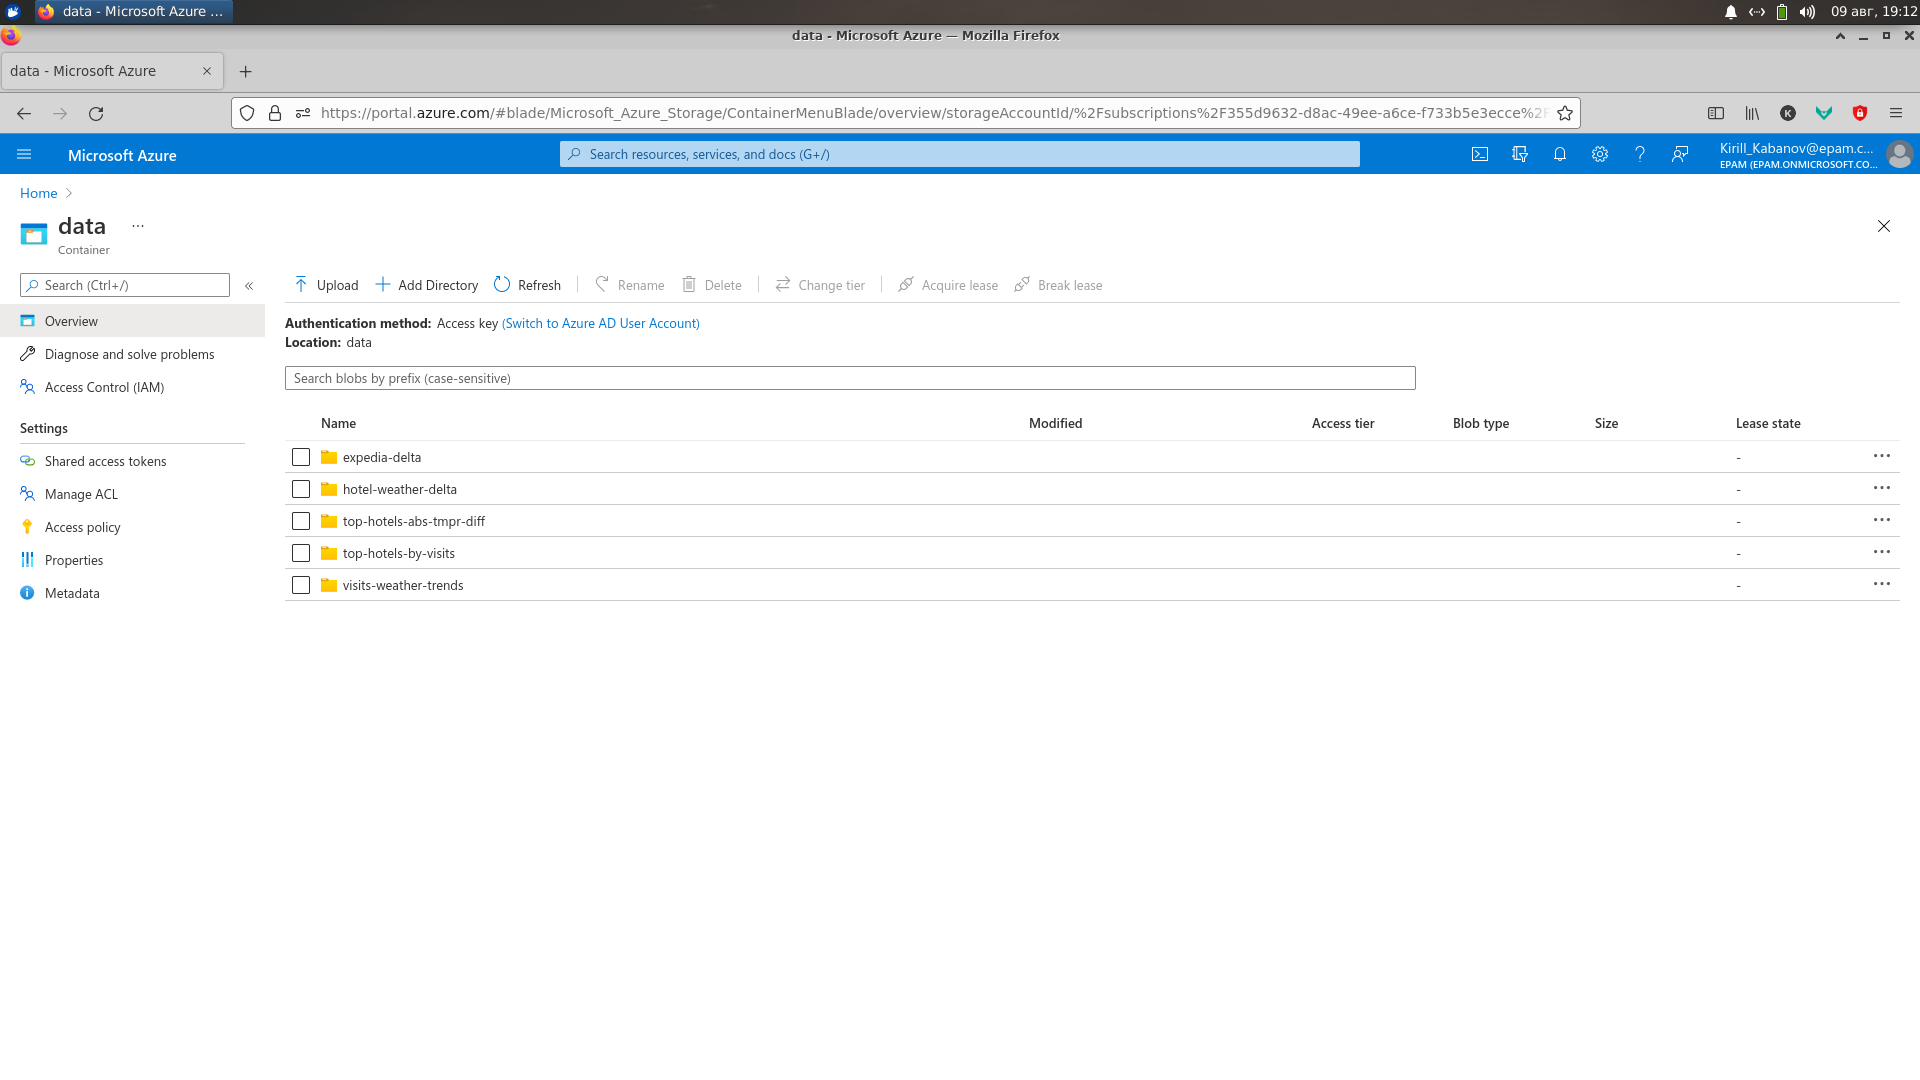 data - Microsoft Azure ...
09 авг, 19:12
data - Microsoft Azure — Mozilla Firefox
data - Microsoft Azure
https://portal.azure.com/#blade/Microsoft_Azure_Storage/ContainerMenuBlade/overview/storageAccountId/%2Fsubscriptions%2F355d9632-d8ac-49ee-a6ce-f733b5e3ecce%2F
K
Microsoft Azure
Search resources, services, and docs (G+/)
Kirill_Kabanov@epam.c...
EPAM (EPAM.ONMICROSOFT.CO...
Home
data ...
Container
Search (Ctrl+/)
«
Upload
Add Directory
Refresh
Rename
Delete
Change tier
Acquire lease
Break lease
Overview
Diagnose and solve problems
Access Control (IAM)
Settings
Shared access tokens
Manage ACL
Access policy
Properties
Metadata
Authentication method: Access key (Switch to Azure AD User Account)
Location: data
Search blobs by prefix (case-sensitive)
Name Modified Access tier Blob type Size Lease state
expedia-delta - ...
hotel-weather-delta - ...
top-hotels-abs-tmpr-diff - ...
top-hotels-by-visits - ...
visits-weather-trends - ...